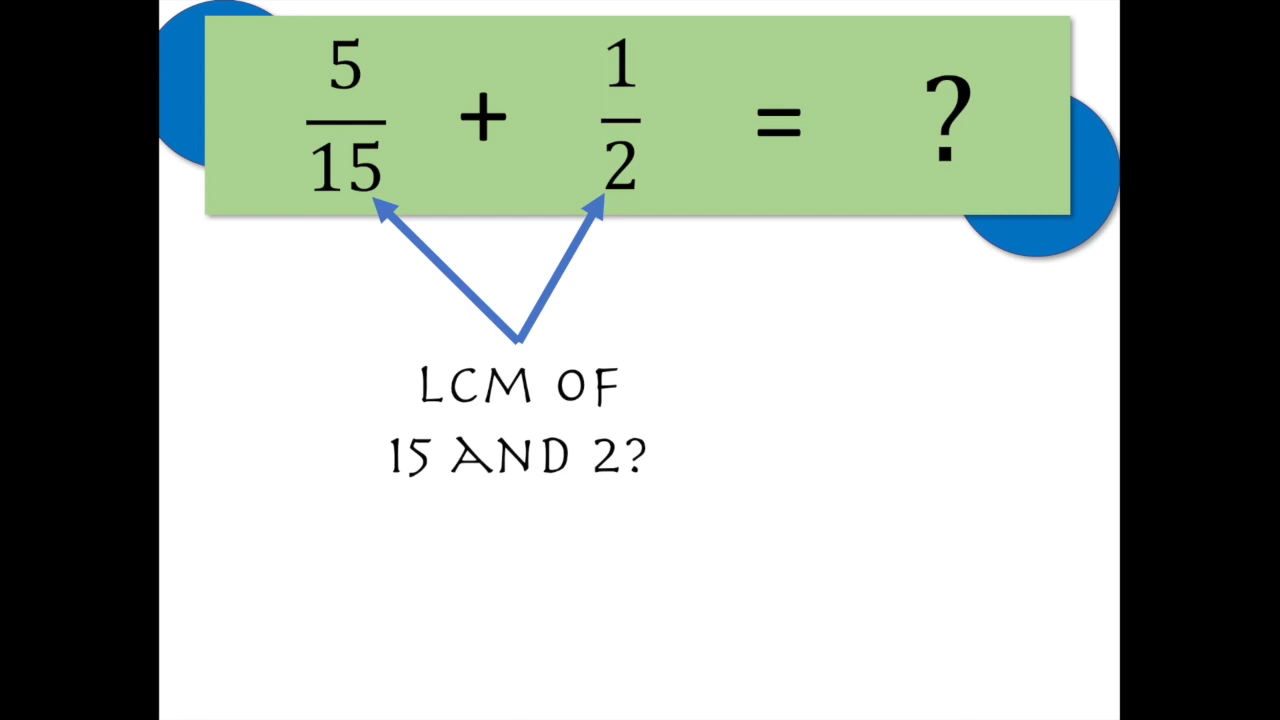 5/15 + 1/2 = ?
LCM OF
15 AND 2?